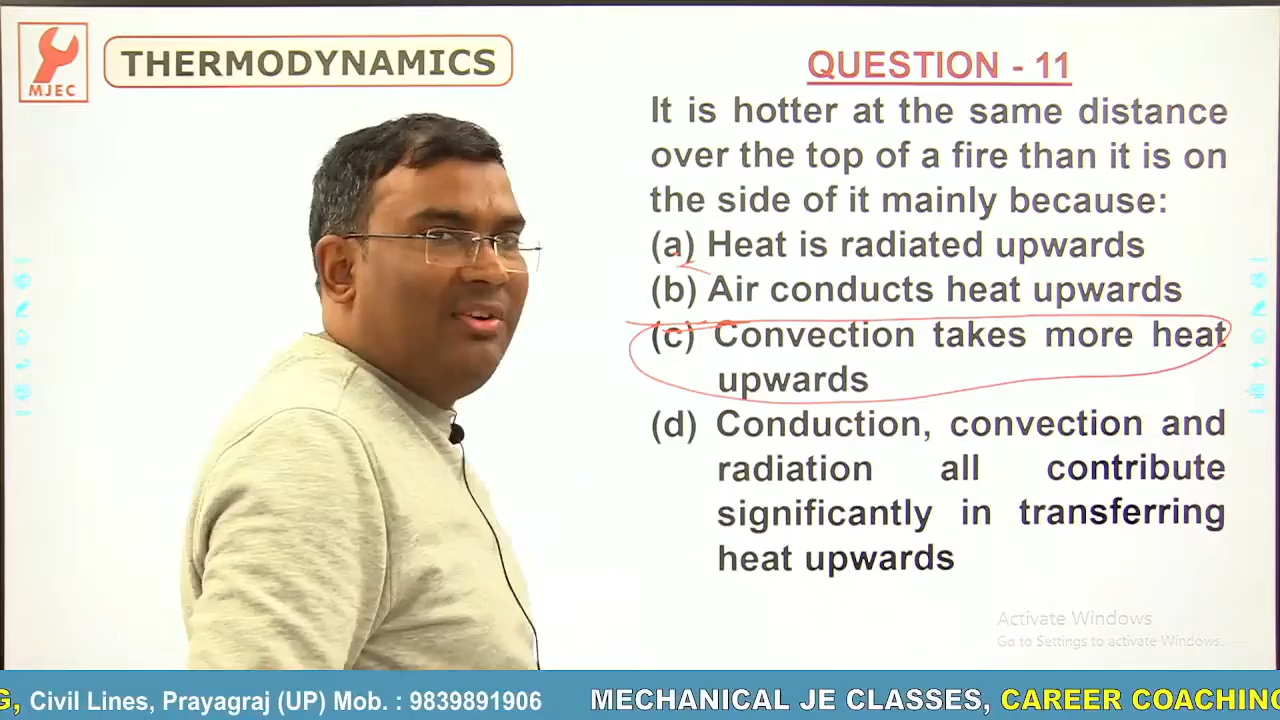 MJEC
THERMODYNAMICS
QUESTION - 11
It is hotter at the same distance
over the top of a fire than it is on
the side of it mainly because:
(a) Heat is radiated upwards
(b) Air conducts heat upwards
(c) Convection takes more heat
upwards
(d) Conduction, convection and
radiation all contribute
significantly in transferring
heat upwards
Activate Windows
Go to Settings to activate Windows.
G, Civil Lines, Prayagraj (UP) Mob. : 9839891906 MECHANICAL JE CLASSES, CAREER COACHING